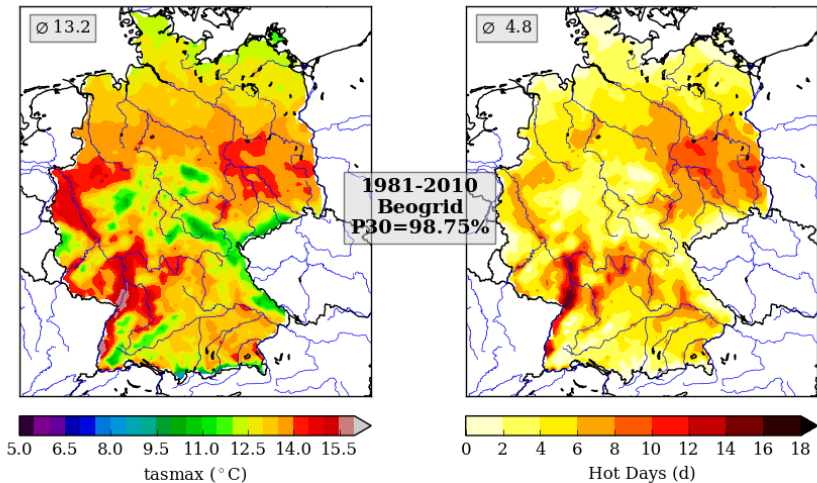 ∅ 13.2
∅ 4.8
1981-2010
Beogrid
P30=98.75%
5.0 6.5 8.0 9.5 11.0 12.5 14.0 15.5
tasmax (°C)
0 2 4 6 8 10 12 14 16 18
Hot Days (d)